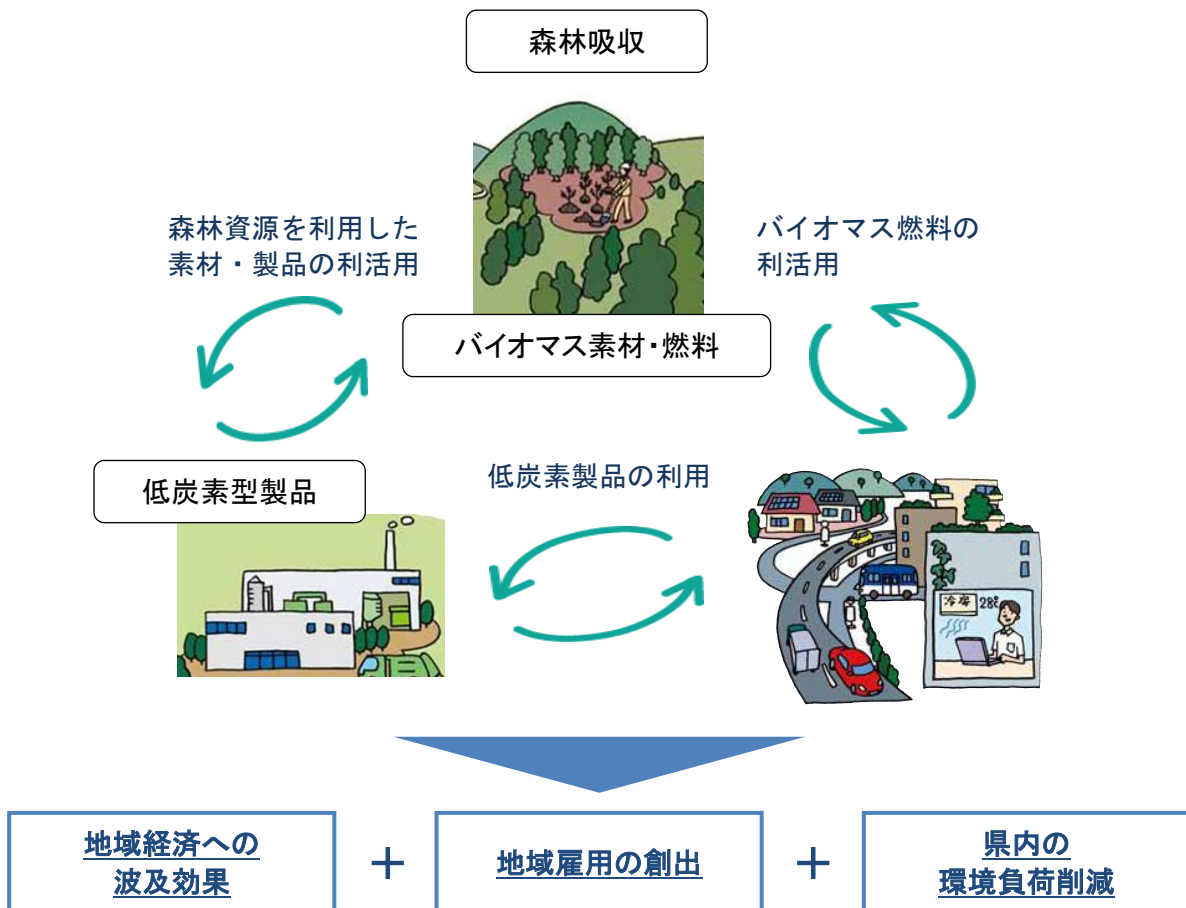 森林吸収
森林資源を利用した
素材・製品の利活用
バイオマス燃料の
利活用
バイオマス素材・燃料
低炭素型製品
低炭素製品の利用
冷房 28℃
地域経済への
波及効果
+
地域雇用の創出
+
県内の
環境負荷削減